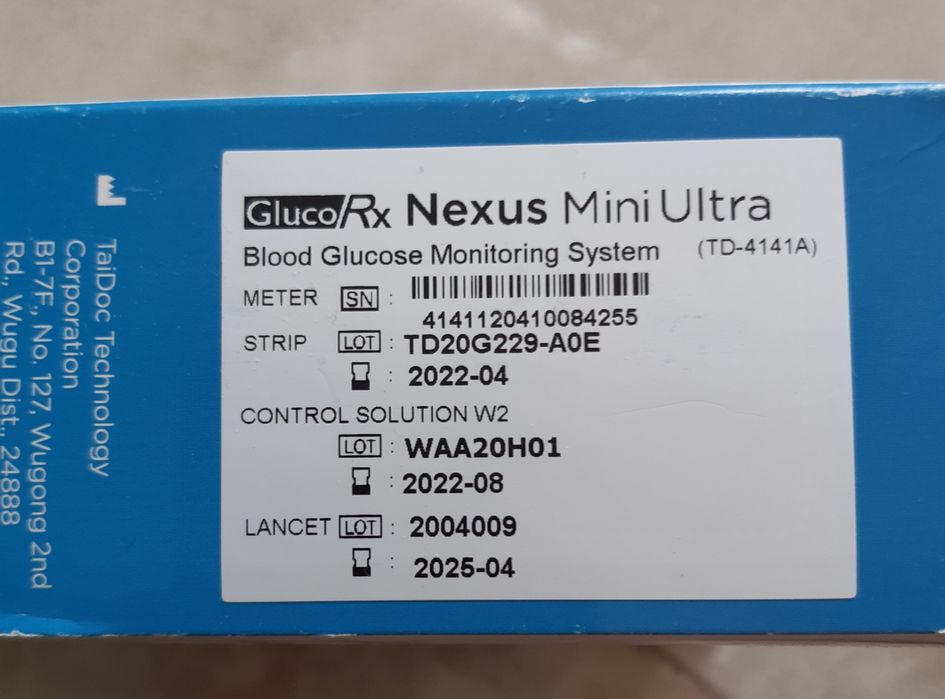 GlucoRx Nexus Mini Ultra
Blood Glucose Monitoring System (TD-4141A)
METER SN :
4141120410084255
STRIP LOT : TD20G229-A0E
: 2022-04
CONTROL SOLUTION W2
LOT : WAA20H01
: 2022-08
LANCET LOT : 2004009
: 2025-04
TaiDoc Technology
Corporation
B1-7F., No. 127, Wugong 2nd
Rd., Wugu Dist., 24888